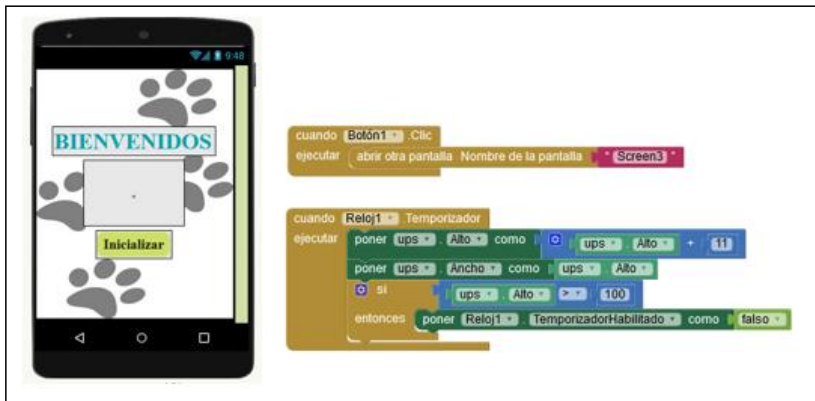 9:48
BIENVENIDOS
Inicializar
cuando Botón1 .Clic
ejecutar abrir otra pantalla Nombre de la pantalla " Screen3 "
cuando Reloj1 .Temporizador
ejecutar poner ups . Alto como ups . Alto + 11
poner ups . Ancho como ups . Alto
si ups . Alto > 100
entonces poner Reloj1 . TemporizadorHabilitado como falso